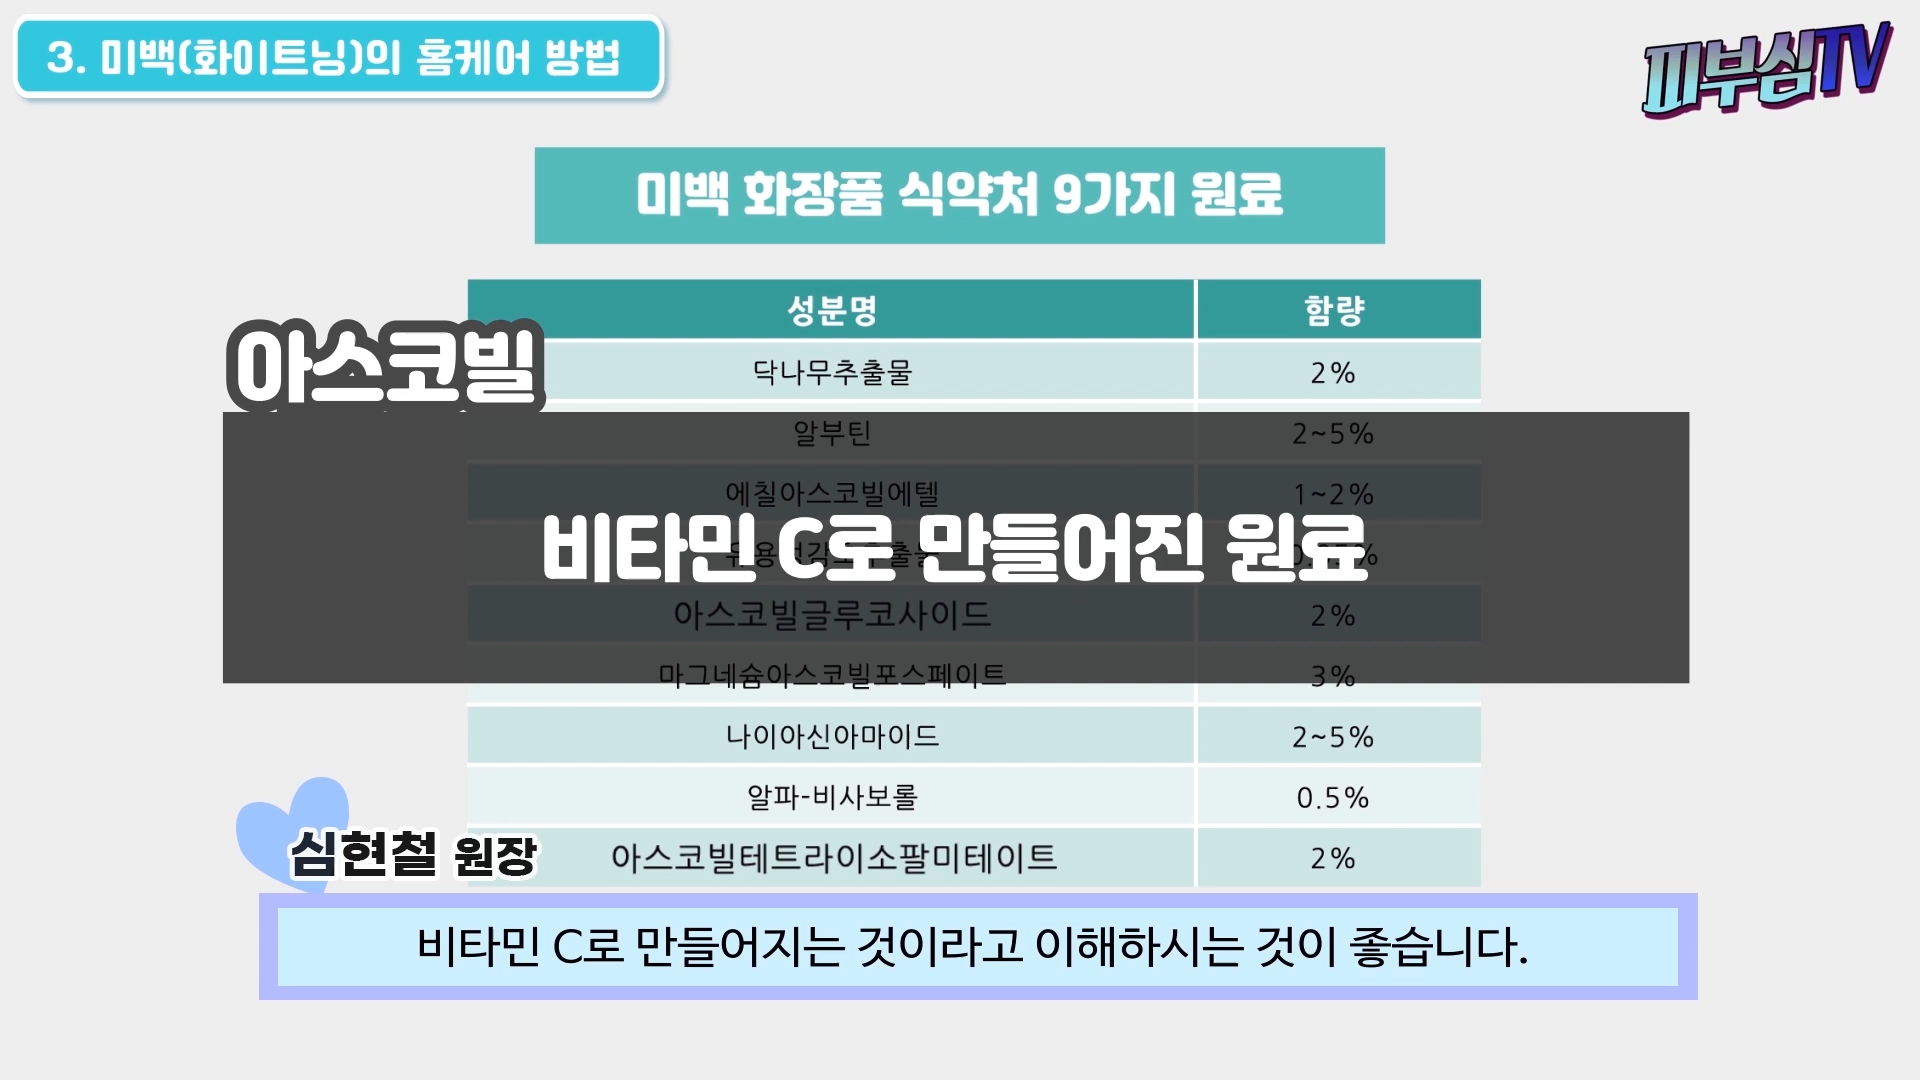 3. 미백(화이트닝)의 홈케어 방법
피부심TV
미백 화장품 식약처 9가지 원료
성분명 함량
닥나무추출물 2%
아스코빌
알부틴 2~5%
에칠아스코빌에텔 1~2%
비타민 C로 만들어진 원료
아스코빌글루코사이드 2%
마그네슘아스코빌포스페이트 3%
나이아신아마이드 2~5%
알파-비사보롤 0.5%
심현철 원장
아스코빌테트라이소팔미테이트 2%
비타민 C로 만들어지는 것이라고 이해하시는 것이 좋습니다.